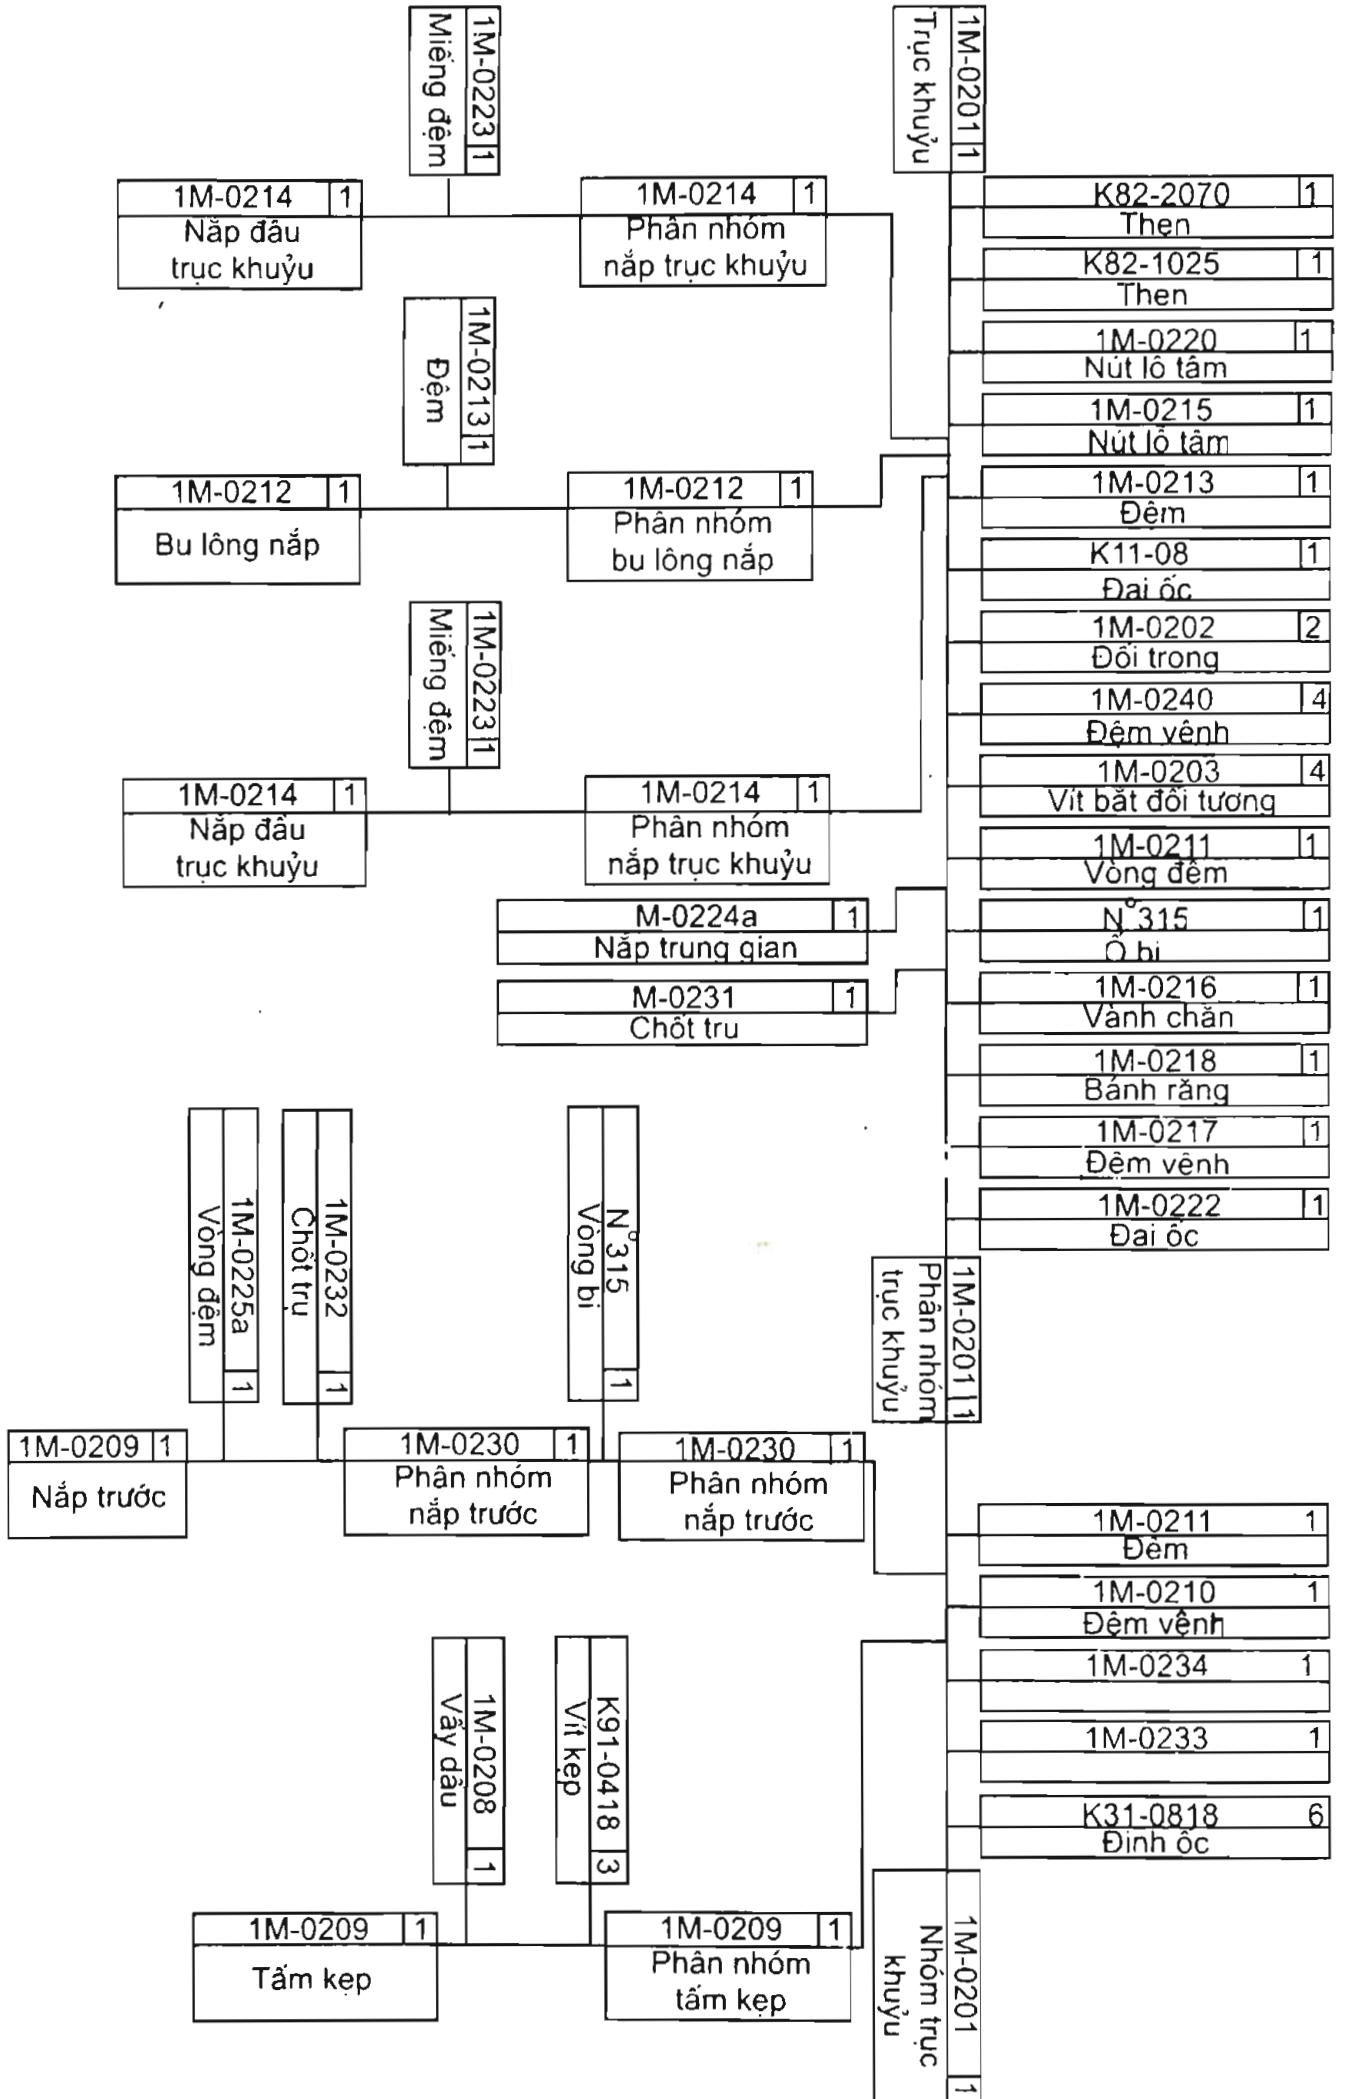 1M-0201 1
Trục khuỷu
K82-2070 1
Then
K82-1025 1
Then
1M-0220 1
Nút lô tâm
1M-0215 1
Nút lỗ tâm
1M-0213 1
Đệm
K11-08 1
Đai ốc
1M-0202 2
Đối trong
1M-0240 4
Đệm vênh
1M-0203 4
Vít bắt đối tương
1M-0211 1
Vòng đêm
N°315 1
Ổ bi
1M-0216 1
Vành chăn
1M-0218 1
Bánh răng
1M-0217 1
Đệm vênh
1M-0222 1
Đai ốc
1M-0223 1
Miếng đệm
1M-0214 1
Nắp đầu
trục khuỷu
1M-0214 1
Phân nhóm
nắp trục khuỷu
1M-0213 1
Đệm
1M-0212 1
Bu lông nắp
1M-0212 1
Phân nhóm
bu lông nắp
1M-0223 1
Miếng đệm
1M-0214 1
Nắp đầu
trục khuỷu
1M-0214 1
Phân nhóm
nắp trục khuỷu
M-0224a 1
Nắp trung gian
M-0231 1
Chốt tru
1M-0201 1
Phân nhóm
trục khuỷu
1M-0225a 1
Vòng đệm
1M-0232 1
Chốt trụ
N°315 1
Vòng bi
1M-0209 1
Nắp trước
1M-0230 1
Phân nhóm
nắp trước
1M-0230 1
Phân nhóm
nắp trước
1M-0211 1
Đệm
1M-0210 1
Đệm vênh
1M-0234 1
1M-0233 1
K31-0818 6
Đinh ốc
1M-0208 1
Vẩy dầu
K91-0418 3
Vít kẹp
1M-0209 1
Tấm kẹp
1M-0209 1
Phân nhóm
tấm kẹp
1M-0201 1
Nhóm trục
khuỷu